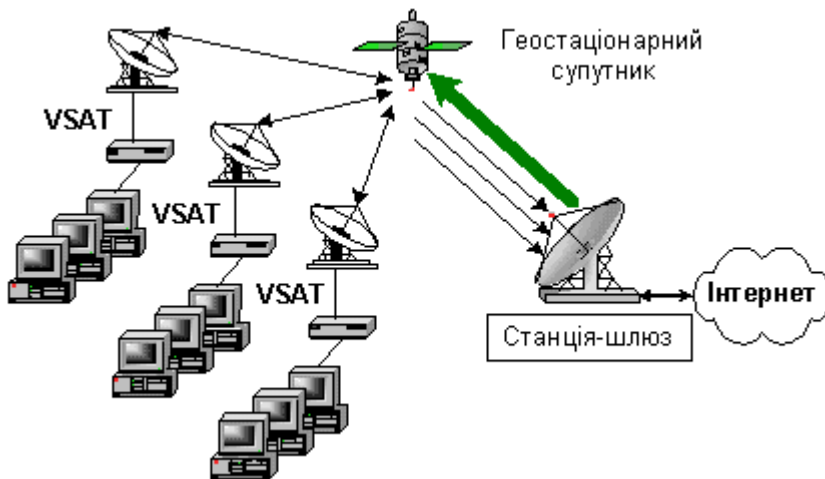 Геостаціонарний
супутник
VSAT
VSAT
VSAT
Інтернет
Станція-шлюз